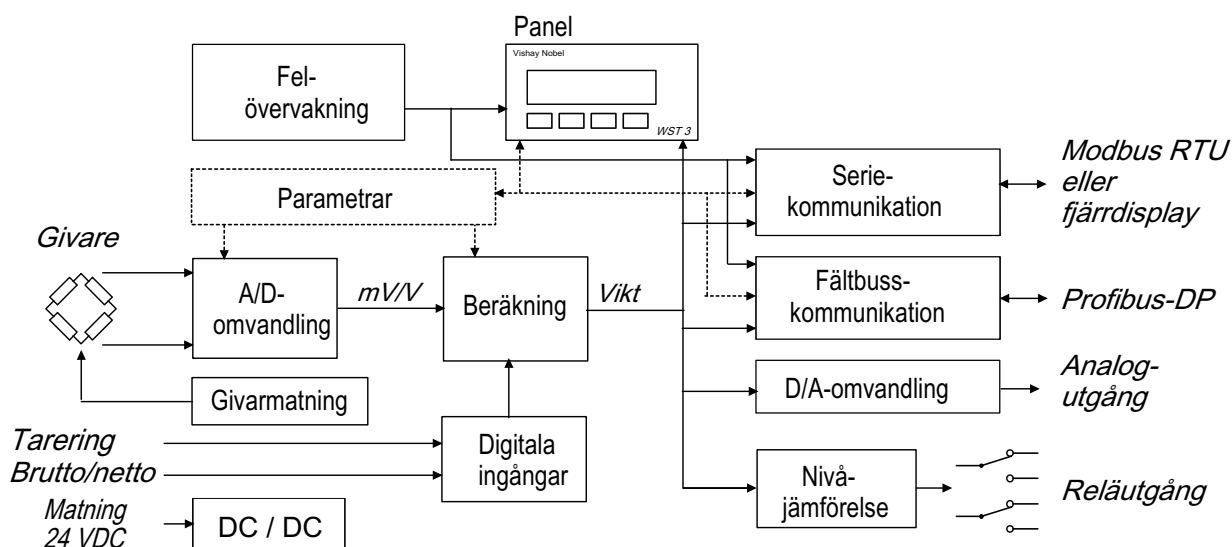 Panel
Vishay Nobel
WST 3
Fel-
övervakning
Parametrar
Serie-
kommunikation
Modbus RTU
eller
fjärrdisplay
Givare
A/D-
omvandling
mV/V
Beräkning
Vikt
Fältbuss-
kommunikation
Profibus-DP
Givarmatning
D/A-omvandling
Analog-
utgång
Tarering
Brutto/netto
Digitala
ingångar
Nivå-
jämförelse
Reläutgång
Matning
24 VDC
DC / DC